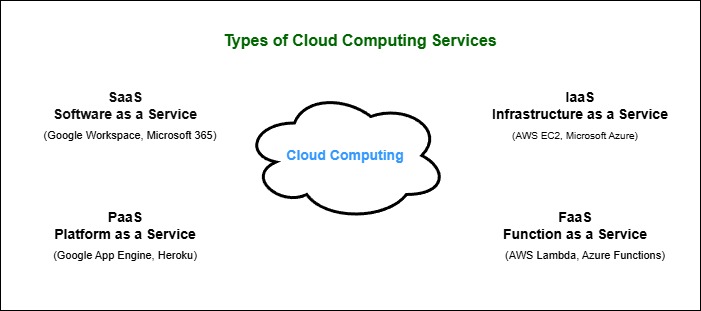 Types of Cloud Computing Services
SaaS
Software as a Service
(Google Workspace, Microsoft 365)
IaaS
Infrastructure as a Service
(AWS EC2, Microsoft Azure)
Cloud Computing
PaaS
Platform as a Service
(Google App Engine, Heroku)
FaaS
Function as a Service
(AWS Lambda, Azure Functions)